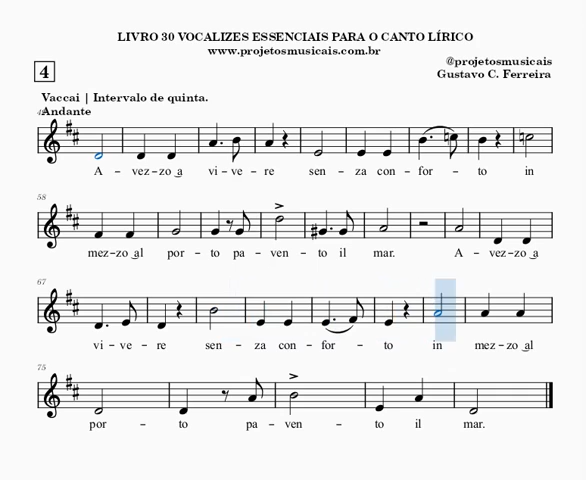 LIVRO 30 VOCALIZES ESSENCIAIS PARA O CANTO LÍRICO
www.projetosmusicais.com.br
@projetosmusicais
4
Gustavo C. Ferreira
Vaccai | Intervalo de quinta.
Andante
A – vez–zo a vi – ve – re sen – za con– for – to in
58
mez–zo al por – to pa – ven – to il mar. A – vez–zo a
67
vi – ve – re sen – za con– for – to in mez–zo al
75
por – to pa – ven – to il mar.